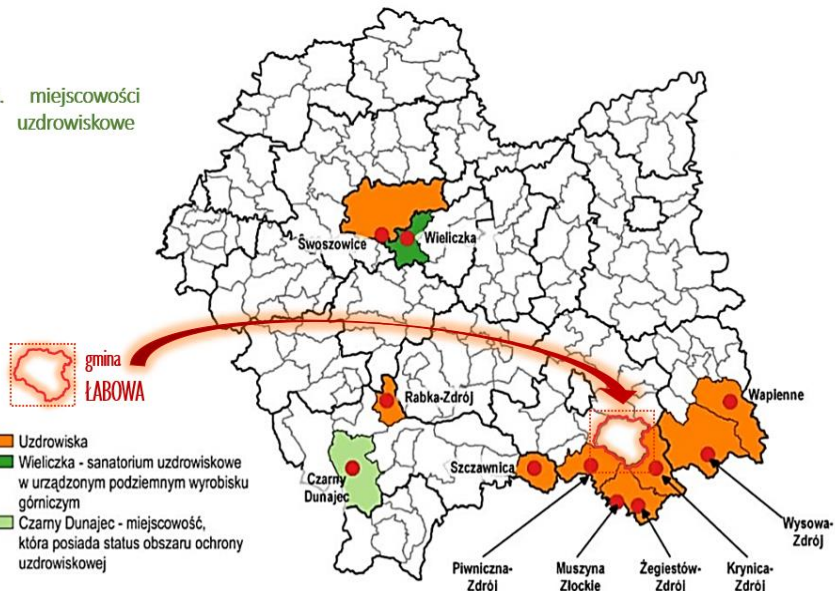 miejscowości
uzdrowiskowe
Swoszowice
Wieliczka
gmina
ŁABOWA
Rabka-Zdrój
Wapienne
Uzdrowiska
Wieliczka - sanatorium uzdrowiskowe
w urządzonym podziemnym wyrobisku
górniczym
Czarny Dunajec - miejscowość,
która posiada status obszaru ochrony
uzdrowiskowej
Czarny
Dunajec
Szczawnica
Wysowa-
Zdrój
Piwniczna-
Zdrój
Muszyna
Złockie
Żegiestów-
Zdrój
Krynica-
Zdrój